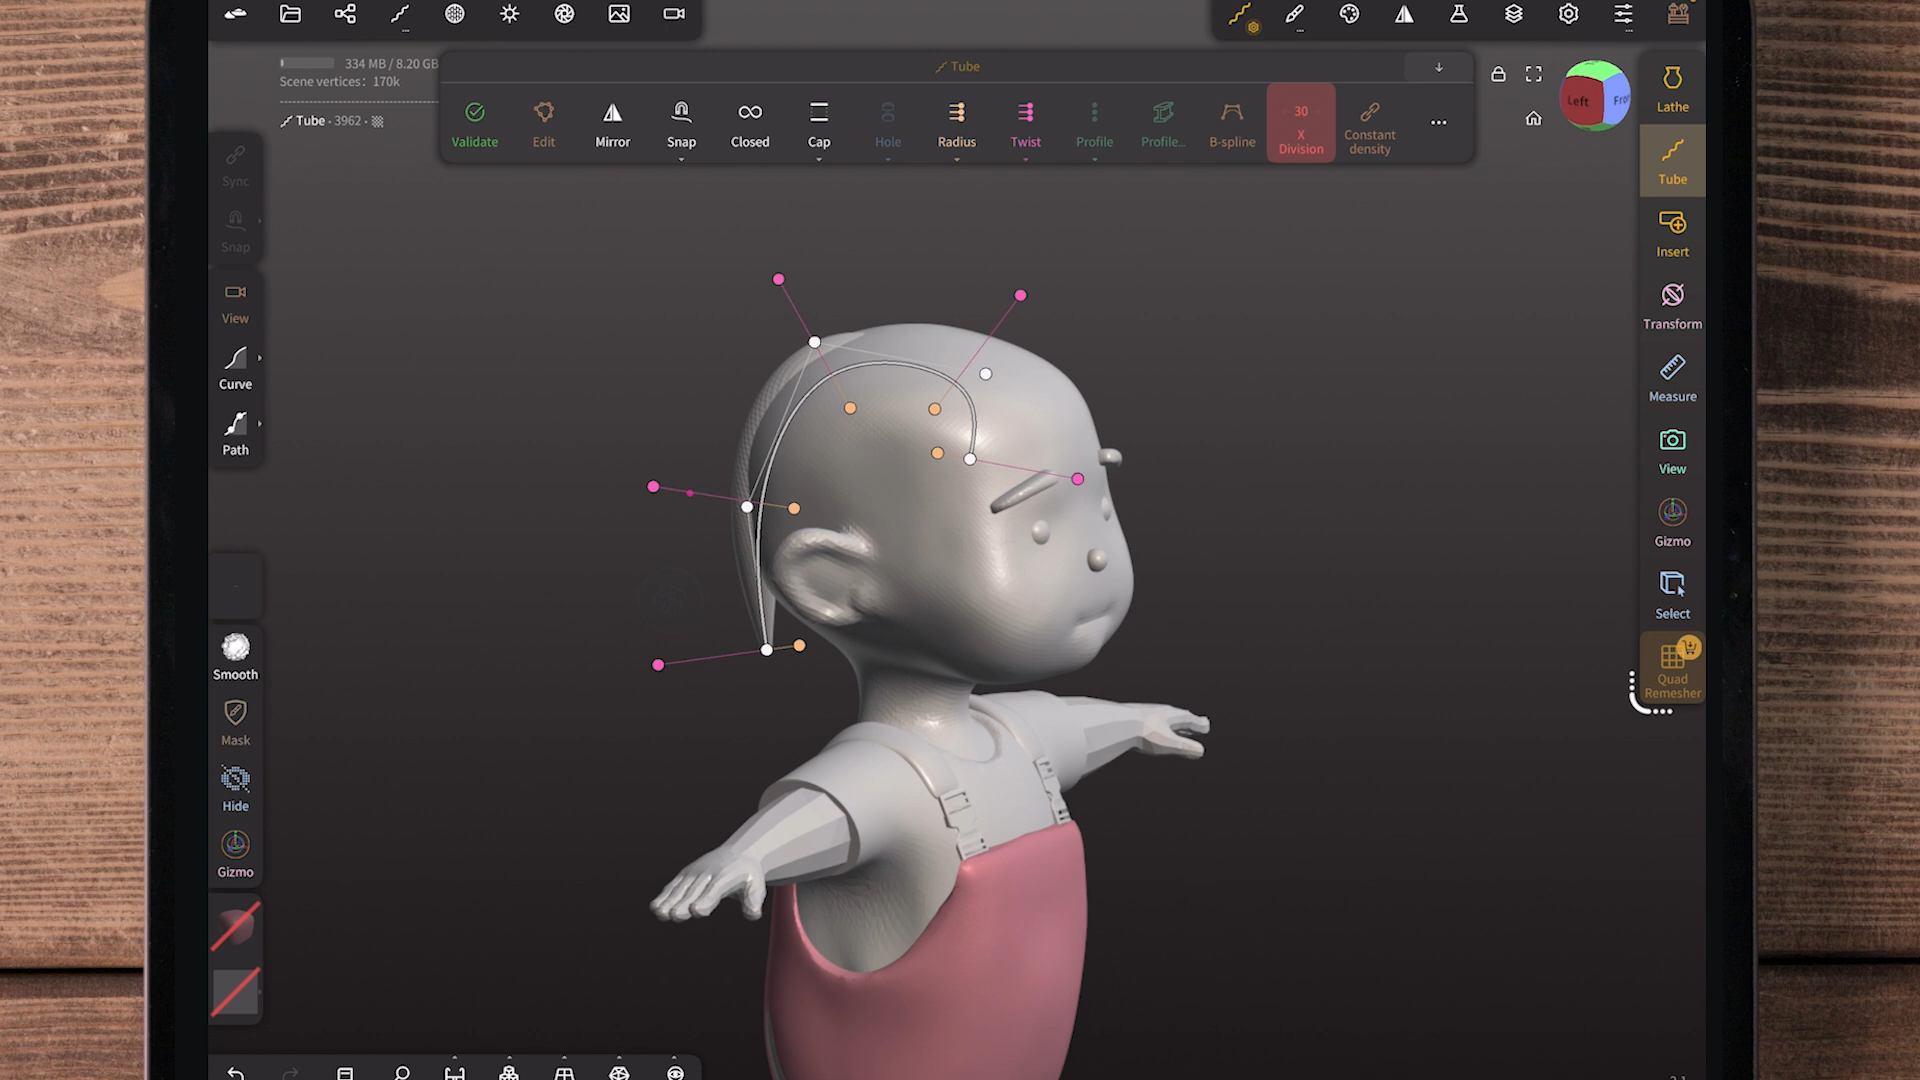 334 MB / 8.20 GB
Scene vertices: 170k
Tube • 3962 •
Tube
Validate
Edit
Mirror
Snap
Closed
Cap
Hole
Radius
Twist
Profile
Profile...
B-spline
30
X
Division
Constant
density
...
Left
Fro
Sync
Snap
View
Curve
Path
Smooth
Mask
Hide
Gizmo
Lathe
Tube
Insert
Transform
Measure
View
Gizmo
Select
Quad
Remesher